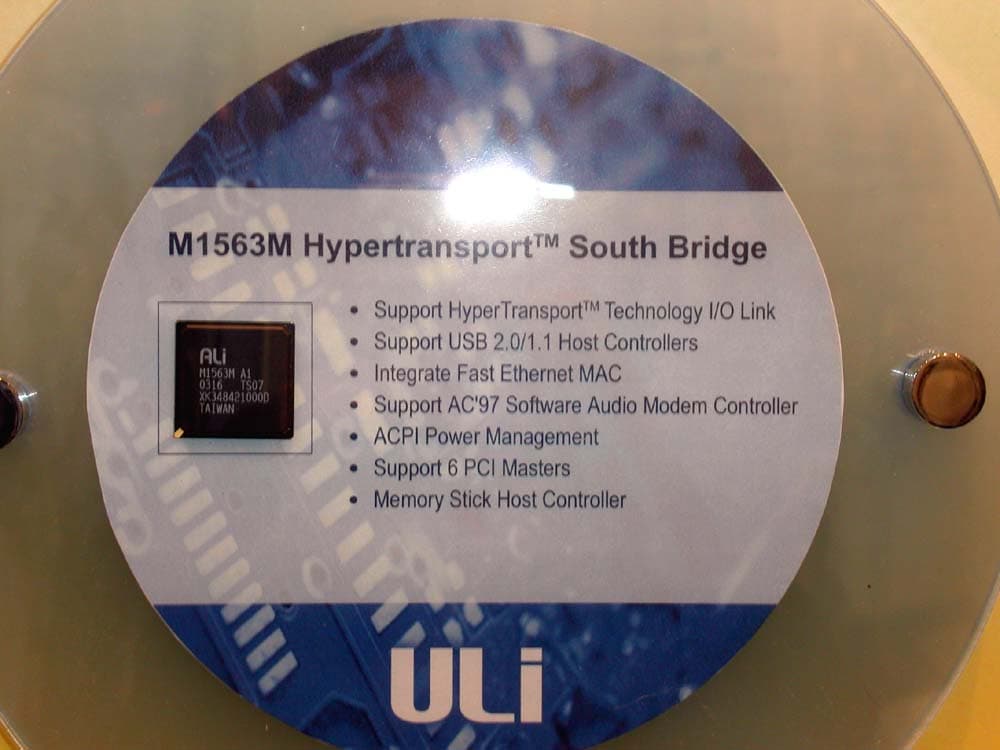 M1563M Hypertransport™ South Bridge
ALi
M1563M A1
0316 TS07
XK348421000D
TAIWAN
• Support HyperTransport™ Technology I/O Link
• Support USB 2.0/1.1 Host Controllers
• Integrate Fast Ethernet MAC
• Support AC'97 Software Audio Modem Controller
• ACPI Power Management
• Support 6 PCI Masters
• Memory Stick Host Controller
ULi